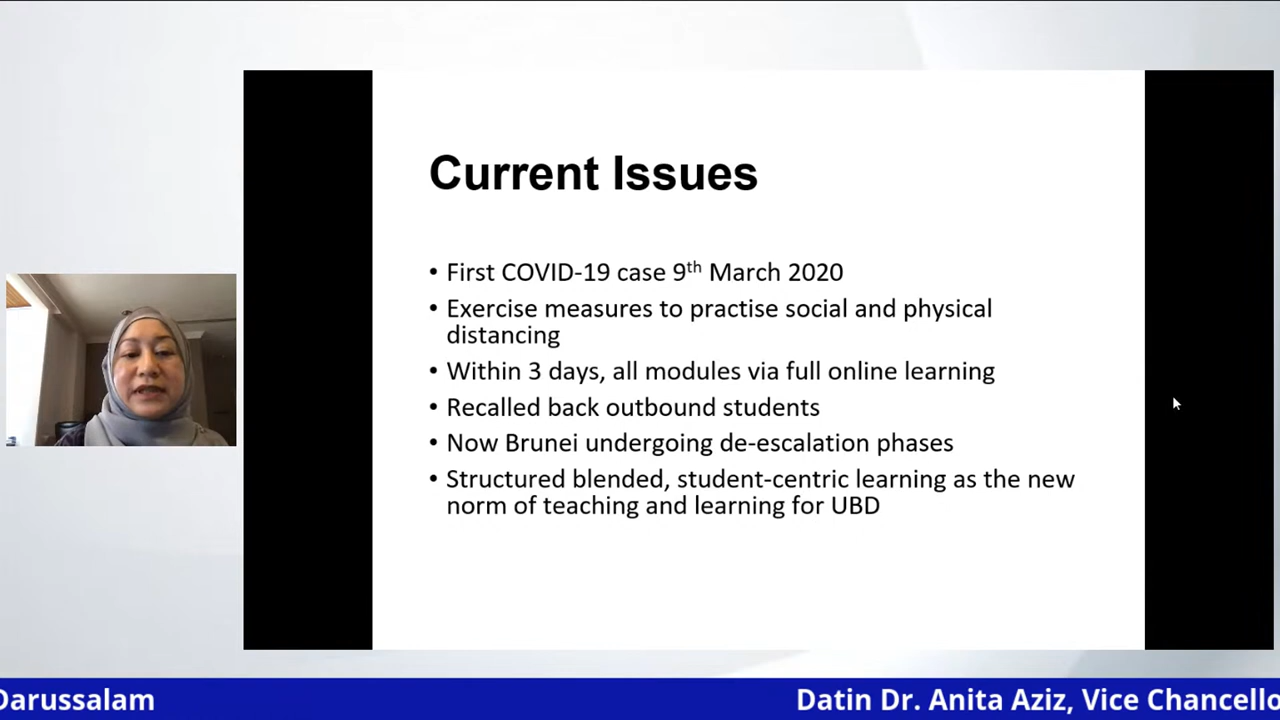 Current Issues
• First COVID-19 case 9th March 2020
• Exercise measures to practise social and physical
distancing
• Within 3 days, all modules via full online learning
• Recalled back outbound students
• Now Brunei undergoing de-escalation phases
• Structured blended, student-centric learning as the new
norm of teaching and learning for UBD
Darussalam
Datin Dr. Anita Aziz, Vice Chancello